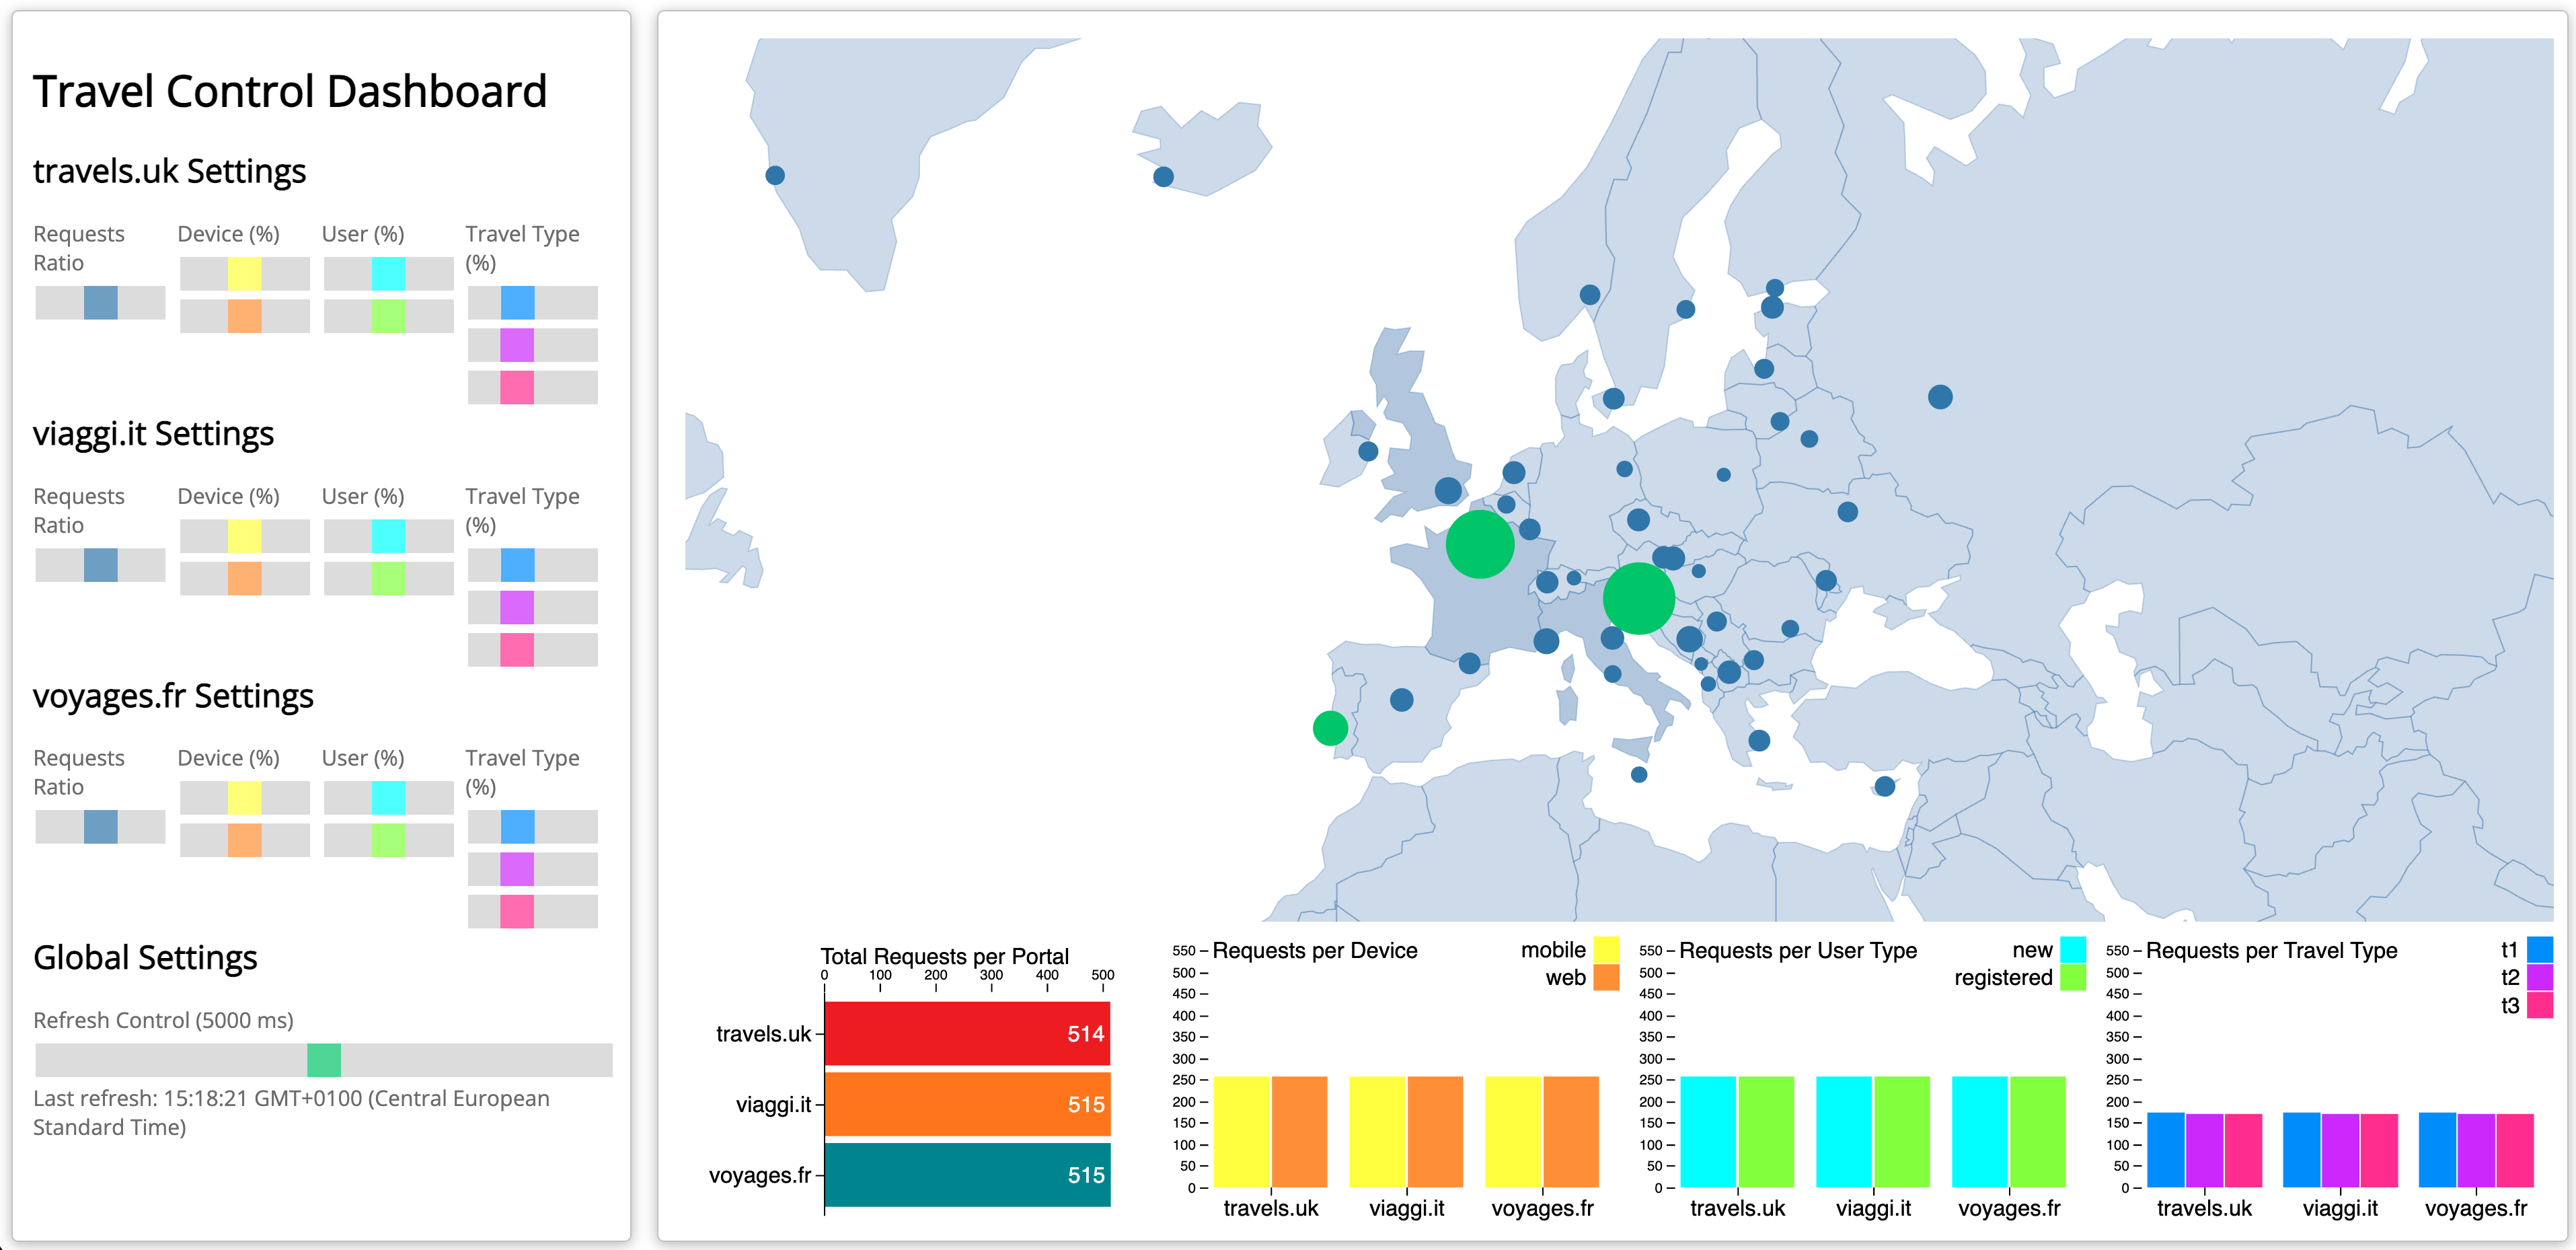 Travel Control Dashboard
travels.uk Settings
Requests Ratio
Device (%)
User (%)
Travel Type (%)
viaggi.it Settings
Requests Ratio
Device (%)
User (%)
Travel Type (%)
voyages.fr Settings
Requests Ratio
Device (%)
User (%)
Travel Type (%)
Global Settings
Refresh Control (5000 ms)
Last refresh: 15:18:21 GMT+0100 (Central European
Standard Time)
Total Requests per Portal
0 100 200 300 400 500
travels.uk 514
viaggi.it 515
voyages.fr 515
Requests per Device
mobile
web
550
500
450
400
350
300
250
200
150
100
50
0
travels.uk viaggi.it voyages.fr
Requests per User Type
new
registered
550
500
450
400
350
300
250
200
150
100
50
0
travels.uk viaggi.it voyages.fr
Requests per Travel Type
t1
t2
t3
550
500
450
400
350
300
250
200
150
100
50
0
travels.uk viaggi.it voyages.fr